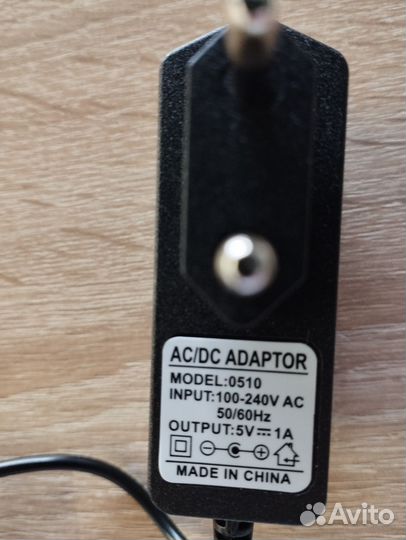 AC/DC ADAPTOR
MODEL:0510
INPUT:100-240V AC
50/60Hz
OUTPUT:5V⎓1A
MADE IN CHINA
Avito